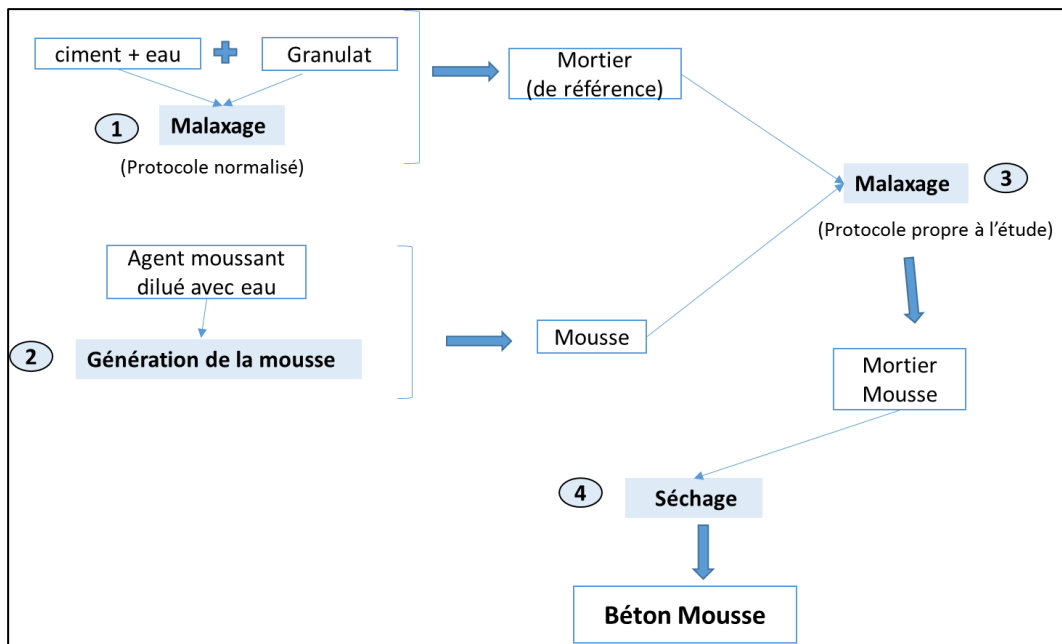 ciment + eau
Granulat
1
Malaxage
(Protocole normalisé)
Mortier
(de référence)
Agent moussant
dilué avec eau
2
Génération de la mousse
Mousse
Malaxage
3
(Protocole propre à l'étude)
Mortier
Mousse
4
Séchage
Béton Mousse